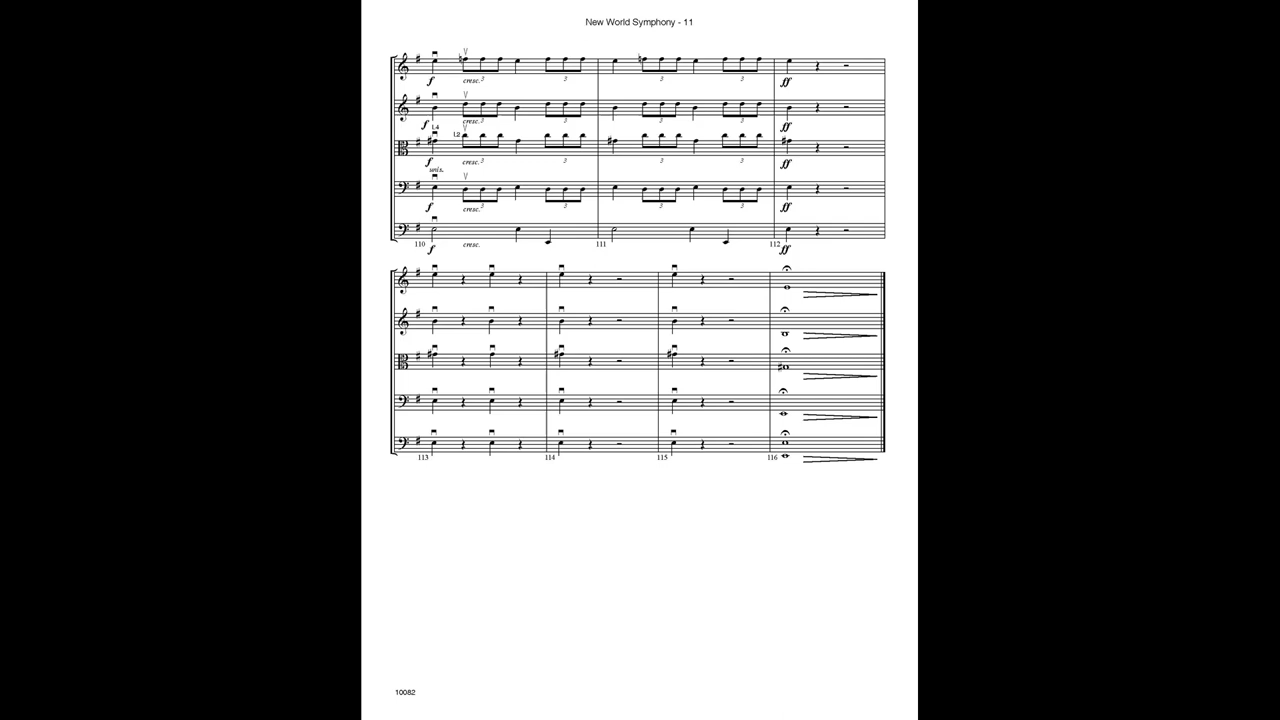 New World Symphony - 11
f cresc. 3 3 3 3 ff
f cresc. 3 3 3 3 ff
1,4 1,2
f cresc. 3 3 3 3 ff
unis.
f cresc. 3 3 3 3 ff
110 f cresc. 111 112 ff
113 114 115 116
10082